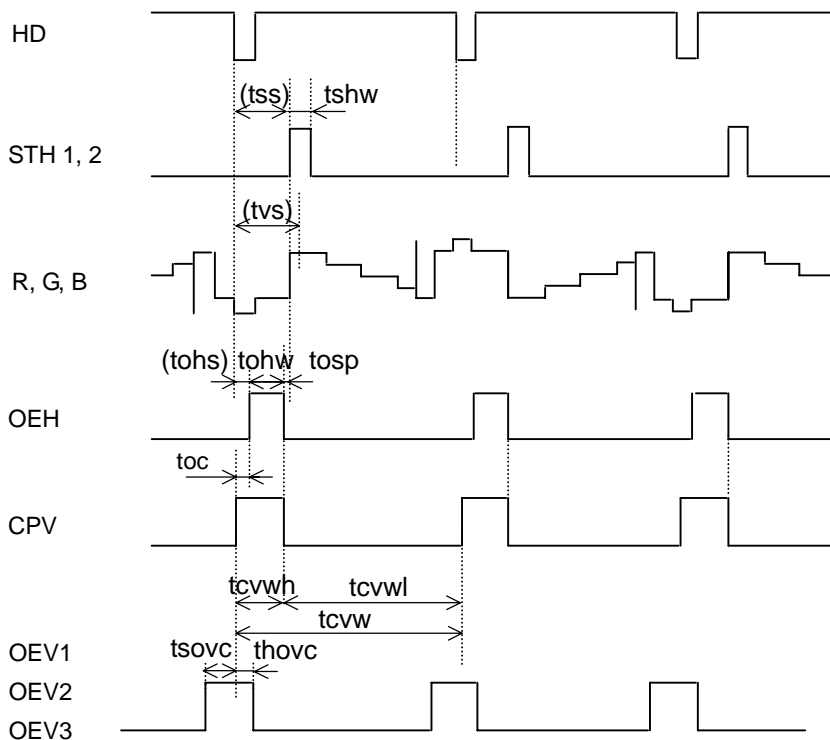 HD
(tss) tshw
STH 1, 2
(tvs)
R, G, B
(tohs) tohw tosp
OEH
toc
CPV
tcvwh tcvwl
tcvw
OEV1
tsovc thovc
OEV2
OEV3